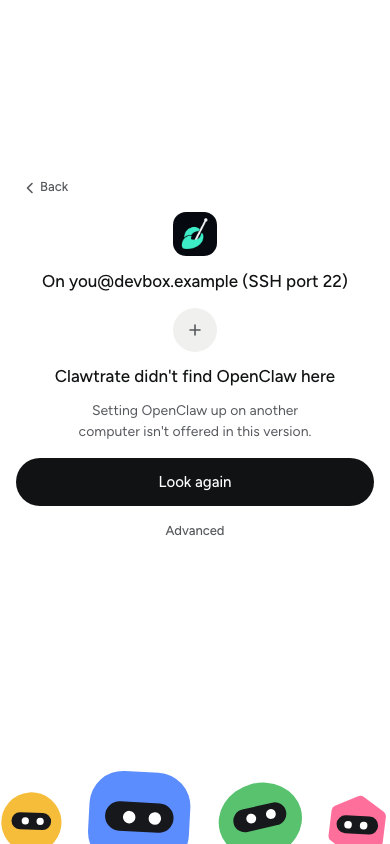 Back
On you@devbox.example (SSH port 22)
Clawtrate didn't find OpenClaw here
Setting OpenClaw up on another
computer isn't offered in this version.
Look again
Advanced